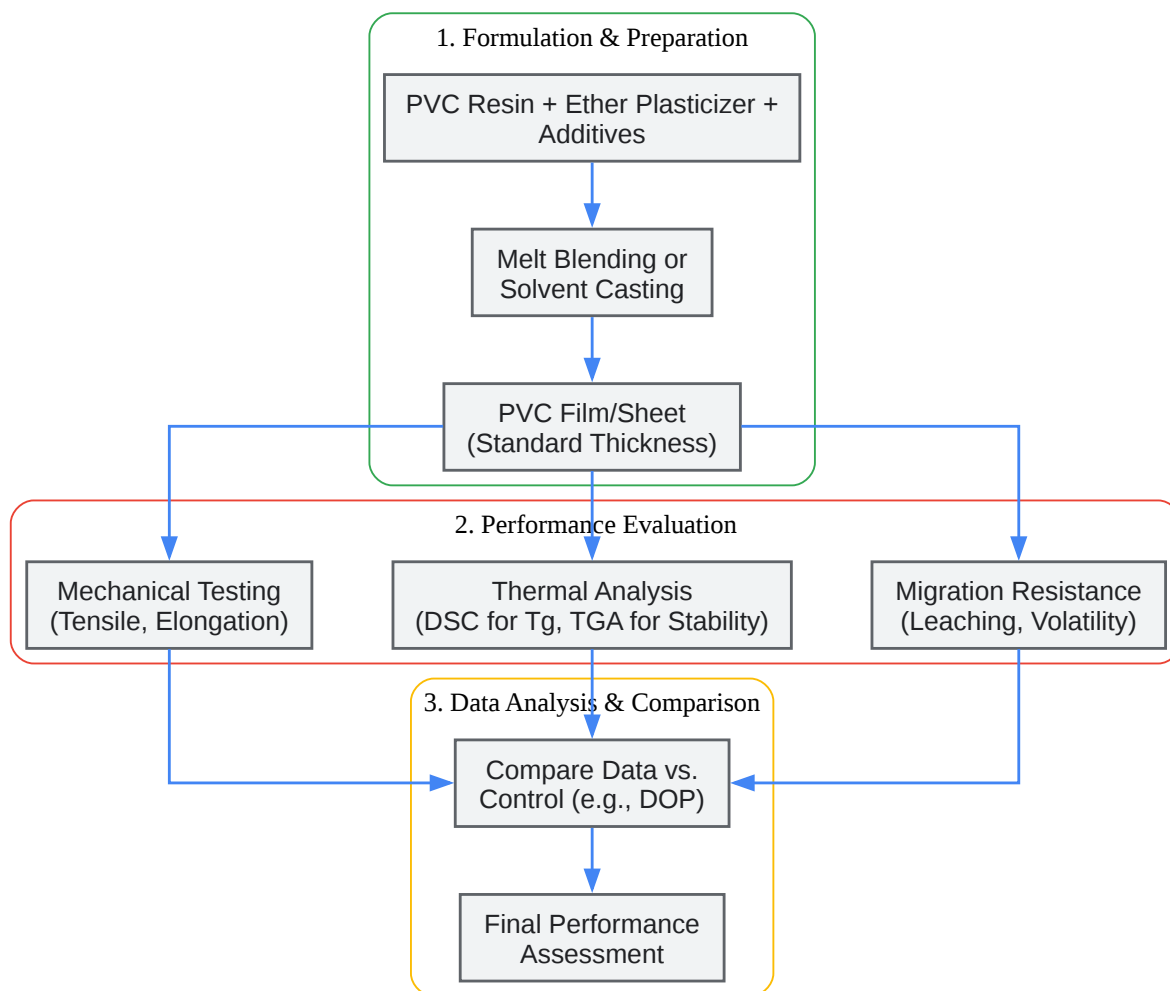 1. Formulation & Preparation
PVC Resin + Ether Plasticizer +
Additives
Melt Blending or
Solvent Casting
PVC Film/Sheet
(Standard Thickness)
2. Performance Evaluation
Mechanical Testing
(Tensile, Elongation)
Thermal Analysis
(DSC for Tg, TGA for Stability)
Migration Resistance
(Leaching, Volatility)
3. Data Analysis & Comparison
Compare Data vs.
Control (e.g., DOP)
Final Performance
Assessment